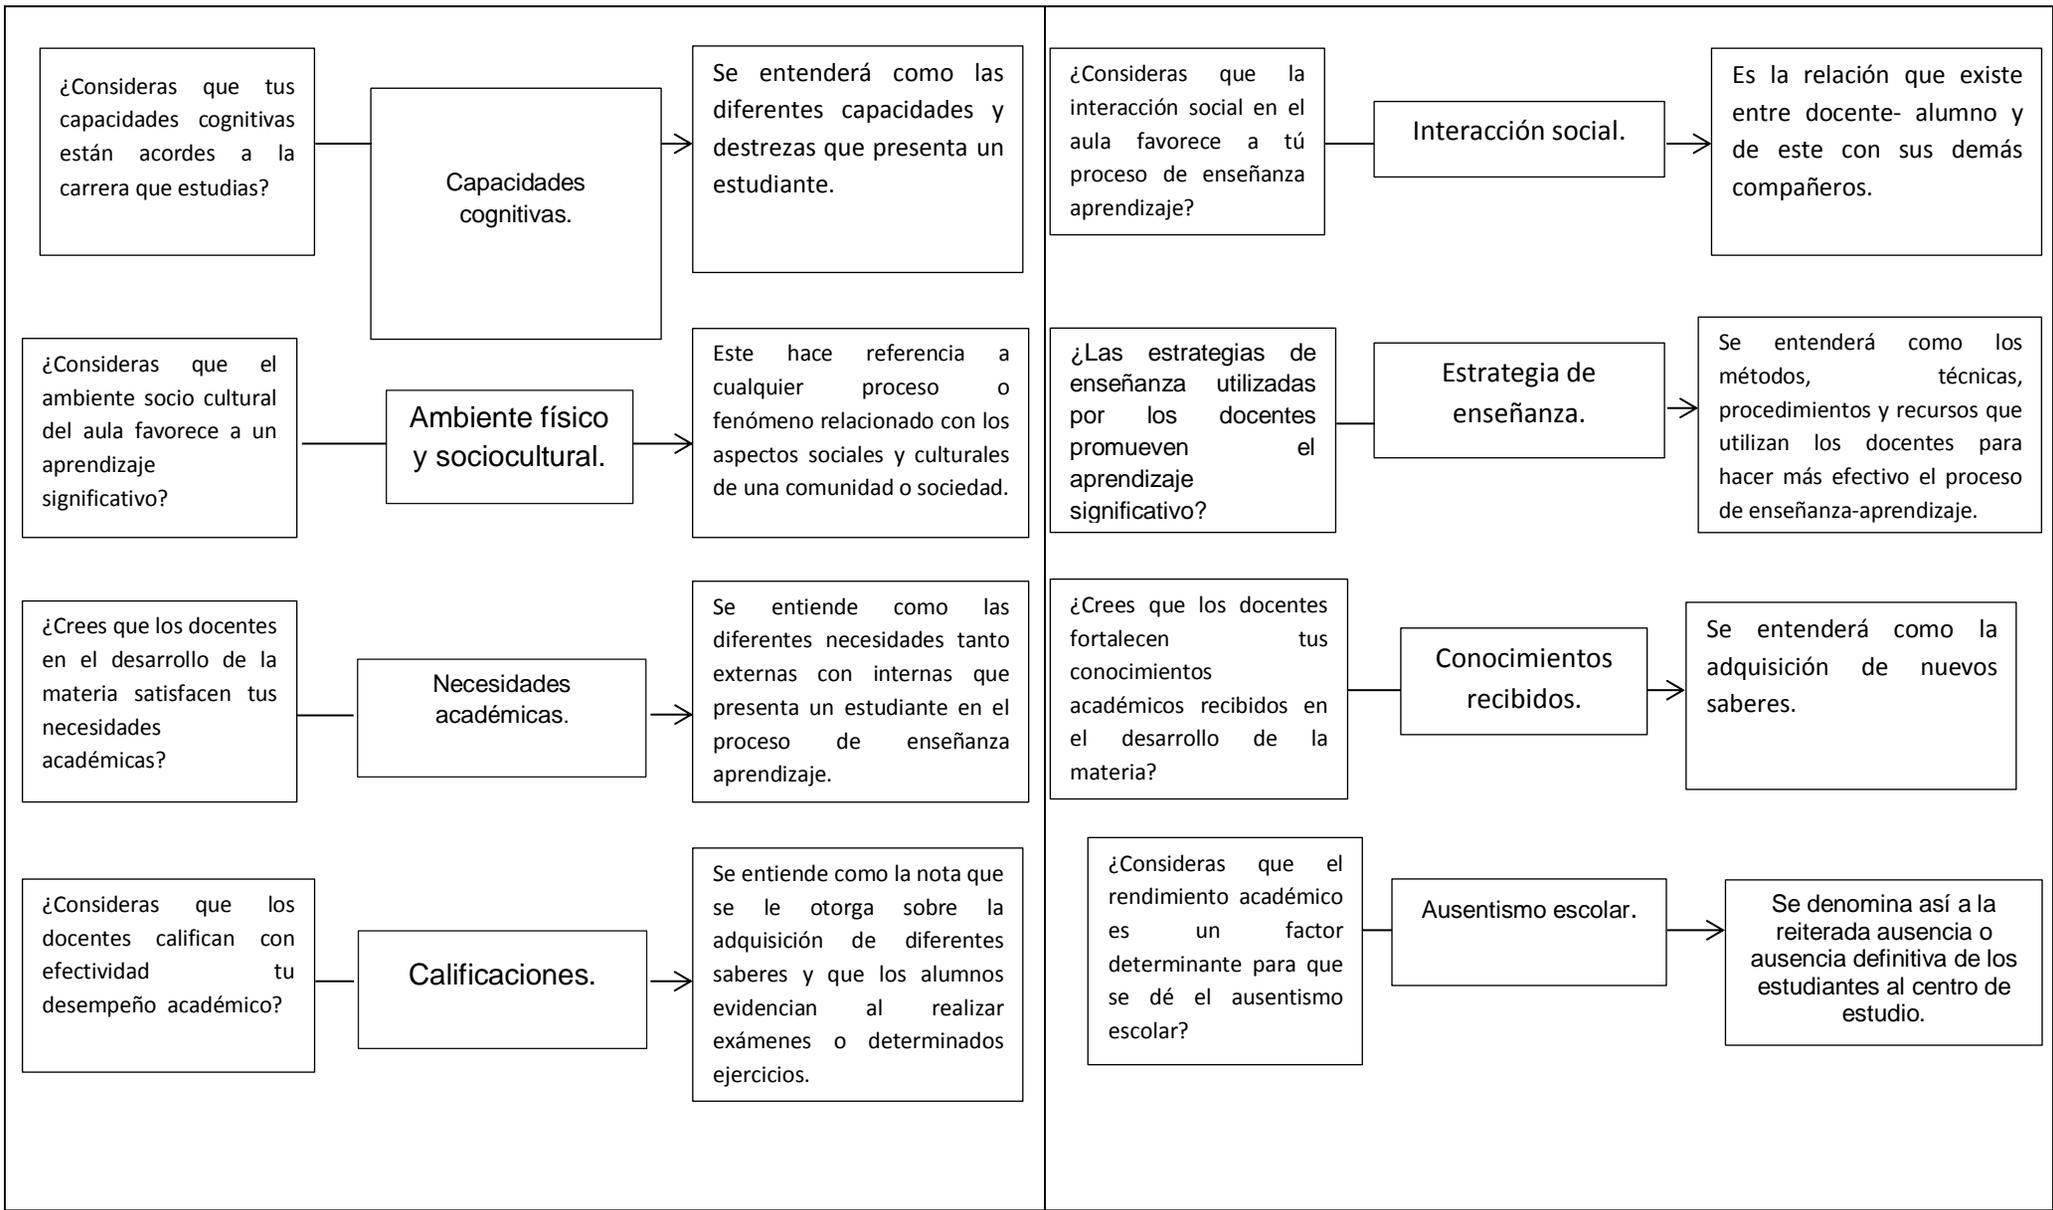 ¿Consideras que tus
capacidades cognitivas
están acordes a la
carrera que estudias?
Capacidades
cognitivas.
Se entenderá como las
diferentes capacidades y
destrezas que presenta un
estudiante.
¿Consideras que el
ambiente socio cultural
del aula favorece a un
aprendizaje
significativo?
Ambiente físico
y sociocultural.
Este hace referencia a
cualquier proceso o
fenómeno relacionado con los
aspectos sociales y culturales
de una comunidad o sociedad.
¿Crees que los docentes
en el desarrollo de la
materia satisfacen tus
necesidades
académicas?
Necesidades
académicas.
Se entiende como las
diferentes necesidades tanto
externas con internas que
presenta un estudiante en el
proceso de enseñanza
aprendizaje.
¿Consideras que los
docentes califican con
efectividad tu
desempeño académico?
Calificaciones.
Se entiende como la nota que
se le otorga sobre la
adquisición de diferentes
saberes y que los alumnos
evidencian al realizar
exámenes o determinados
ejercicios.
¿Consideras que la
interacción social en el
aula favorece a tú
proceso de enseñanza
aprendizaje?
Interacción social.
Es la relación que existe
entre docente- alumno y
de este con sus demás
compañeros.
¿Las estrategias de
enseñanza utilizadas
por los docentes
promueven el
aprendizaje
significativo?
Estrategia de
enseñanza.
Se entenderá como los
métodos, técnicas,
procedimientos y recursos que
utilizan los docentes para
hacer más efectivo el proceso
de enseñanza-aprendizaje.
¿Crees que los docentes
fortalecen tus
conocimientos
académicos recibidos en
el desarrollo de la
materia?
Conocimientos
recibidos.
Se entenderá como la
adquisición de nuevos
saberes.
¿Consideras que el
rendimiento académico
es un factor
determinante para que
se dé el ausentismo
escolar?
Ausentismo escolar.
Se denomina así a la
reiterada ausencia o
ausencia definitiva de los
estudiantes al centro de
estudio.